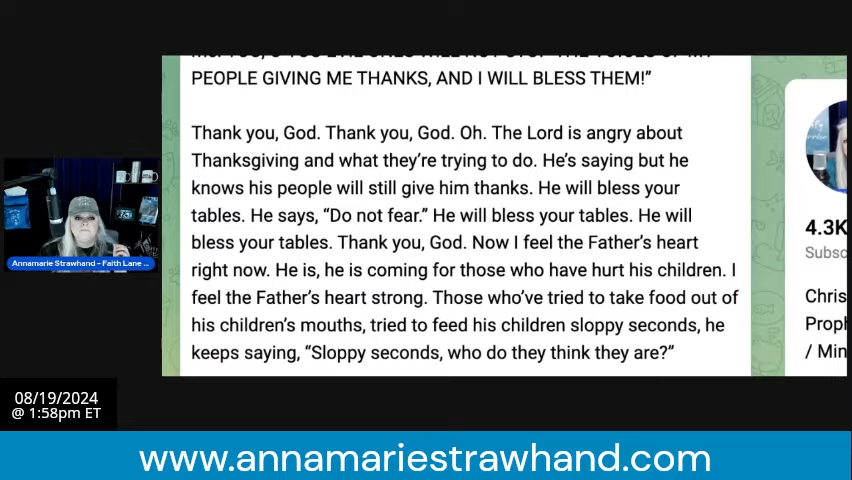 PEOPLE GIVING ME THANKS, AND I WILL BLESS THEM!”
Thank you, God. Thank you, God. Oh. The Lord is angry about
Thanksgiving and what they’re trying to do. He’s saying but he
knows his people will still give him thanks. He will bless your
tables. He says, “Do not fear.” He will bless your tables. He will
bless your tables. Thank you, God. Now I feel the Father’s heart
right now. He is, he is coming for those who have hurt his children. I
feel the Father’s heart strong. Those who’ve tried to take food out of
his children’s mouths, tried to feed his children sloppy seconds, he
keeps saying, “Sloppy seconds, who do they think they are?”
4.3K
Subsc
Chris
Proph
/ Min
Annamarie Strawhand - Faith Lane ...
08/19/2024
@ 1:58pm ET
www.annamariestrawhand.com